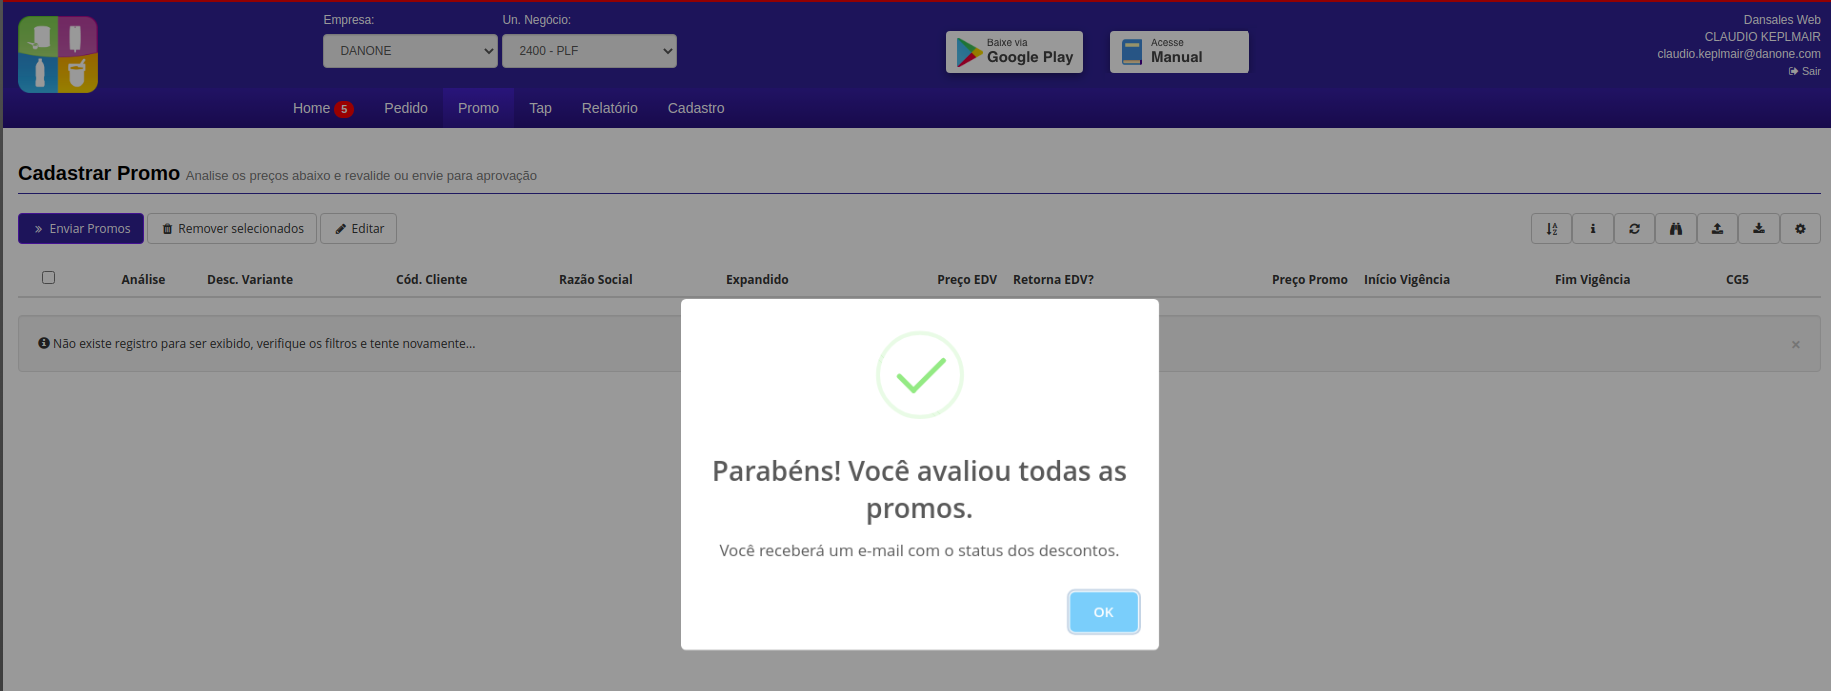 Empresa:
Un. Negócio:
DANONE
2400 - PLF
Baixe via
Google Play
Acesse
Manual
Dansales Web
CLAUDIO KEPLMAIR
claudio.keplmair@danone.com
Sair
Home 5 Pedido Promo Tap Relatório Cadastro
Cadastrar Promo Analise os preços abaixo e revalide ou envie para aprovação
Enviar Promos Remover selecionados Editar
Análise Desc. Variante Cód. Cliente Razão Social Expandido Preço EDV Retorna EDV? Preço Promo Início Vigência Fim Vigência CG5
Não existe registro para ser exibido, verifique os filtros e tente novamente... ×
Parabéns! Você avaliou todas as
promos.
Você receberá um e-mail com o status dos descontos.
OK